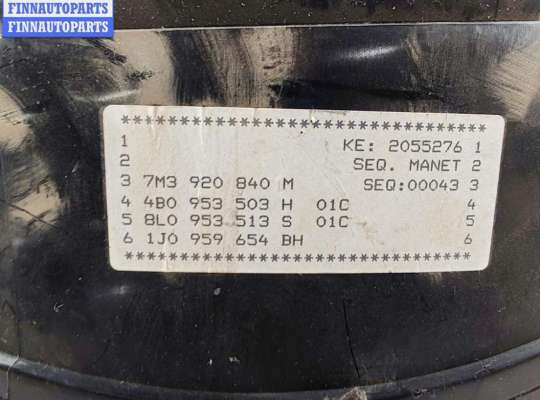 FINNAUTOPARTS
FINNAUTOPARTS
FINNAUTOPARTS
********************************
1 KE: 2055276 1
2 SEQ. MANET 2
3 7M3 920 840 M SEQ:00043 3
4 4B0 953 503 H 01C 4
5 8L0 953 513 S 01C 5
6 1J0 959 654 BH 6
********************************